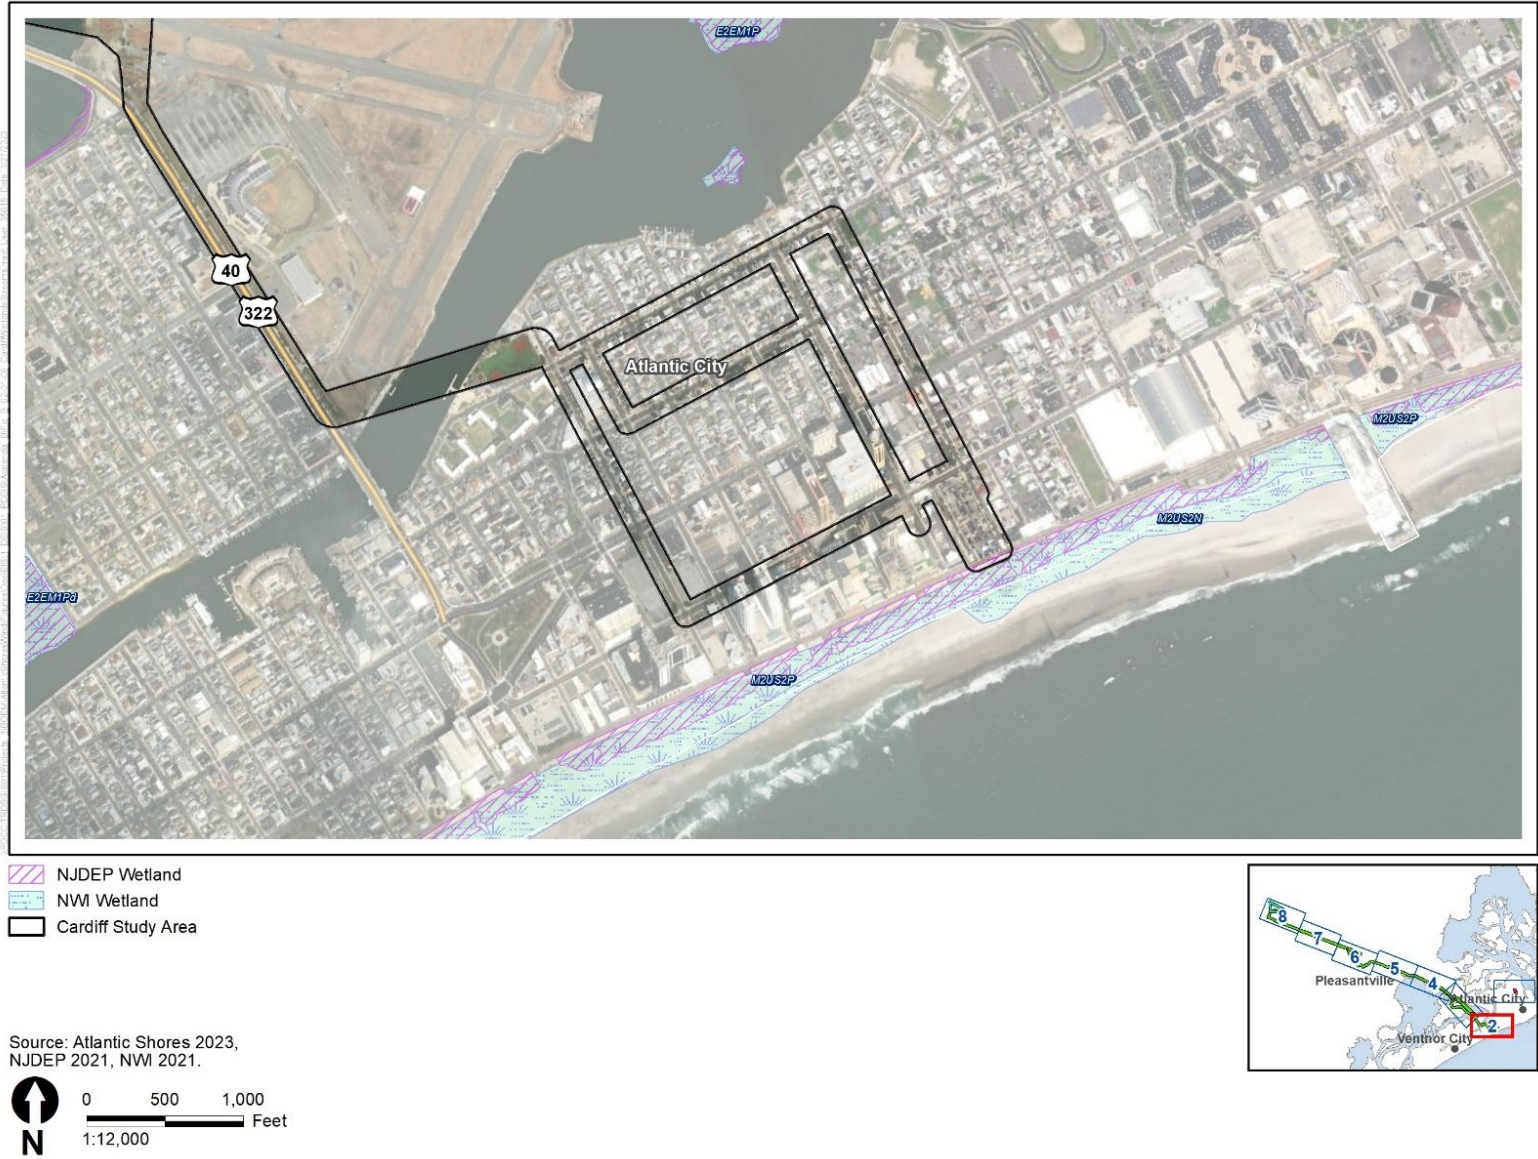 E2EM1P
40
322
Atlantic City
M2US2P
M2US2N
E2EM1Pd
M2US2P
NJDEP Wetland
NWI Wetland
Cardiff Study Area
Source: Atlantic Shores 2023,
NJDEP 2021, NWI 2021.
0 500 1,000
Feet
1:12,000
N
8
7
6
5
4
Pleasantville
Atlantic City
2
Ventnor City